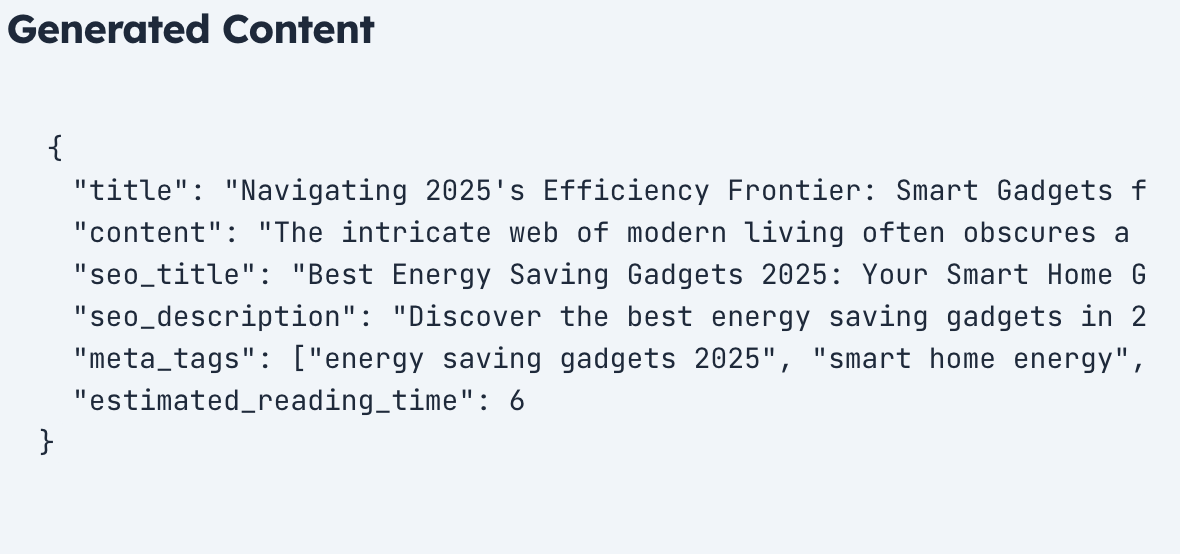 Generated Content
{
"title": "Navigating 2025's Efficiency Frontier: Smart Gadgets f
"content": "The intricate web of modern living often obscures a
"seo_title": "Best Energy Saving Gadgets 2025: Your Smart Home G
"seo_description": "Discover the best energy saving gadgets in 2
"meta_tags": ["energy saving gadgets 2025", "smart home energy",
"estimated_reading_time": 6
}